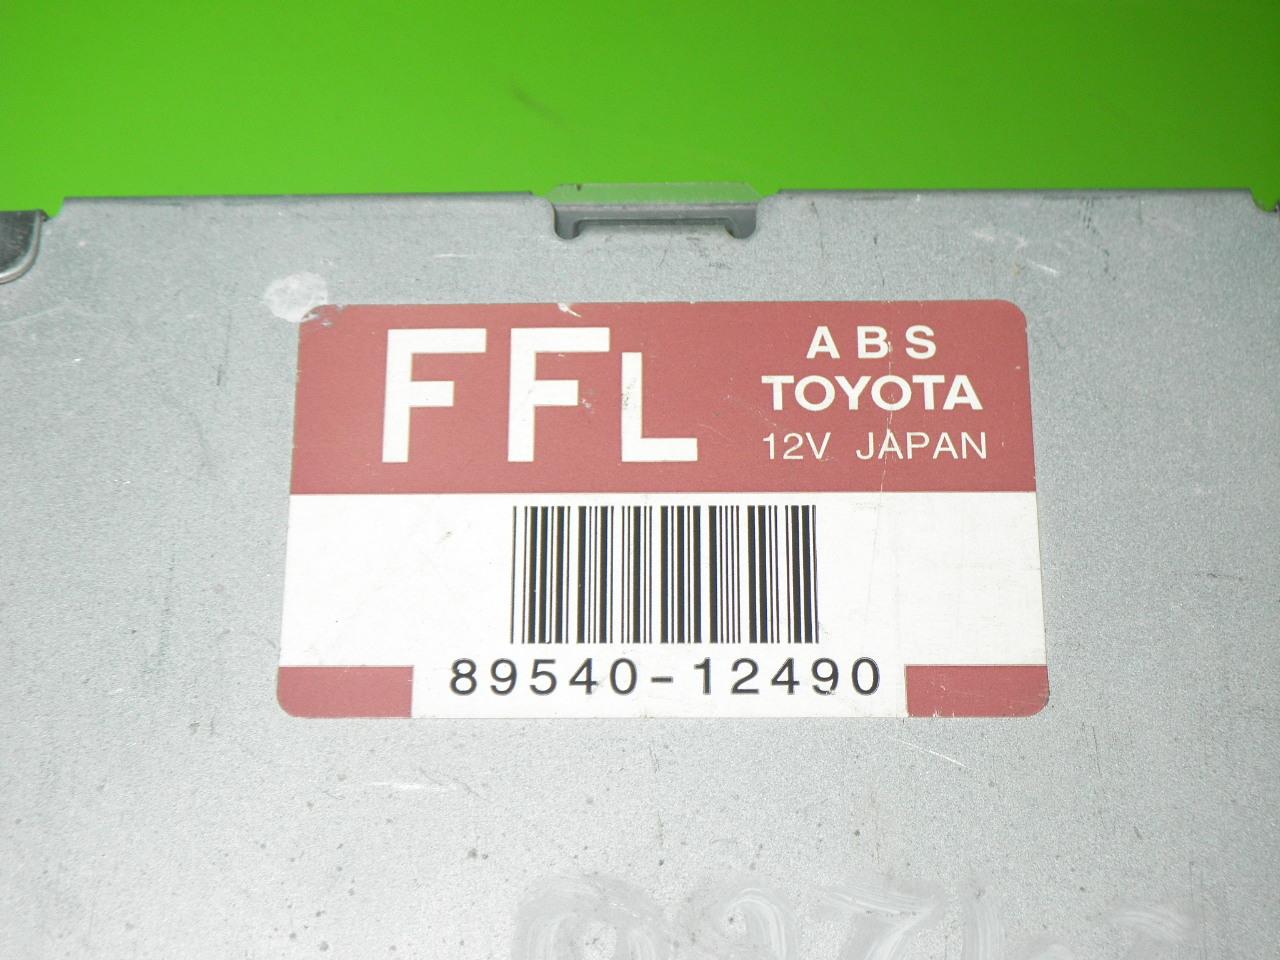 FFL
ABS
TOYOTA
12V JAPAN
89540-12490